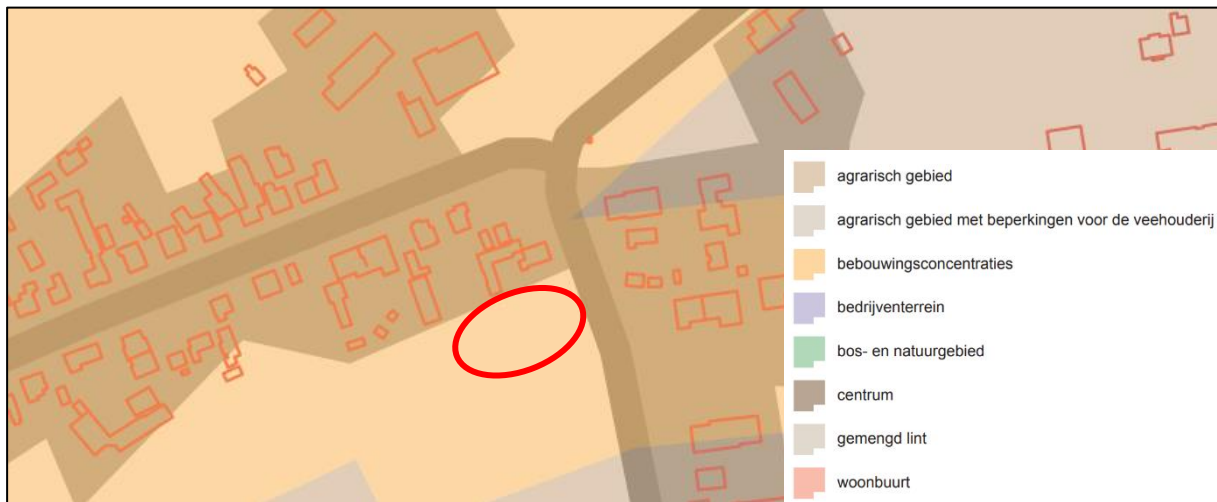 agrarisch gebied
agrarisch gebied met beperkingen voor de veehouderij
bebouwingsconcentraties
bedrijventerrein
bos- en natuurgebied
centrum
gemengd lint
woonbuurt